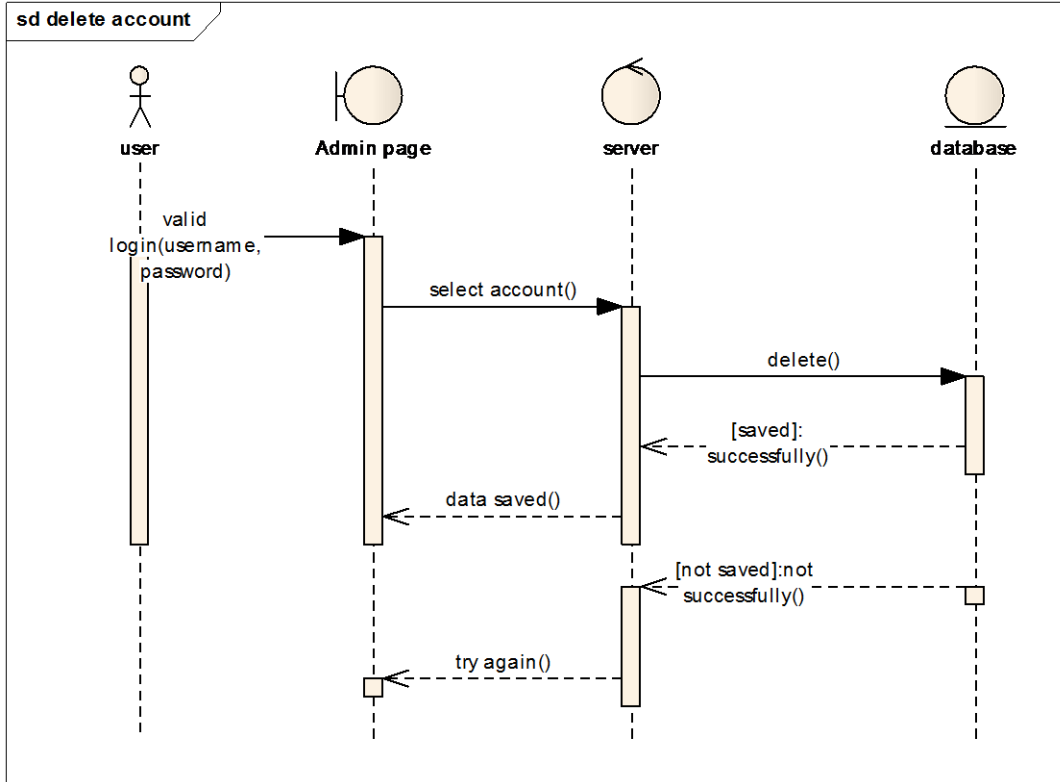 sd delete account
user
Admin page
server
database
valid
login(username,
password)
select account()
delete()
[saved]:
successfully()
data saved()
[not saved]:not
successfully()
try again()